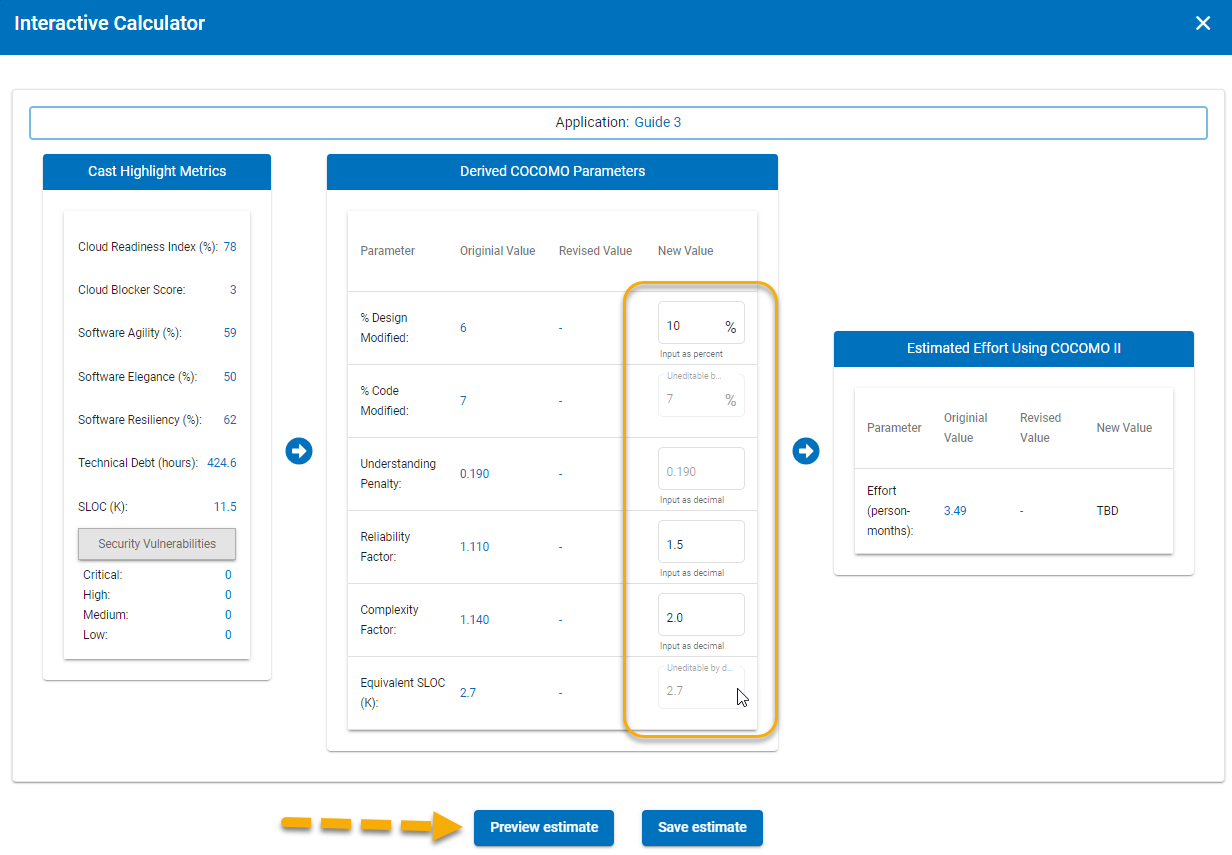 Interactive Calculator
Application: Guide 3
Cast Highlight Metrics
Cloud Readiness Index (%): 78
Cloud Blocker Score: 3
Software Agility (%): 59
Software Elegance (%): 50
Software Resiliency (%): 62
Technical Debt (hours): 424.6
SLOC (K): 11.5
Security Vulnerabilities
Critical: 0
High: 0
Medium: 0
Low: 0
Derived COCOMO Parameters
Parameter Originial Value Revised Value New Value
% Design
Modified:
6 - 10 %
Input as percent
% Code
Modified:
7 -
Uneditable b...
7 %
Understanding
Penalty:
0.190 - 0.190
Input as decimal
Reliability
Factor:
1.110 - 1.5
Input as decimal
Complexity
Factor:
1.140 - 2.0
Input as decimal
Equivalent SLOC
(K):
2.7 -
Uneditable by d...
2.7
Estimated Effort Using COCOMO II
Parameter
Originial
Value
Revised
Value
New Value
Effort
(person-
months):
3.49 - TBD
Preview estimate
Save estimate